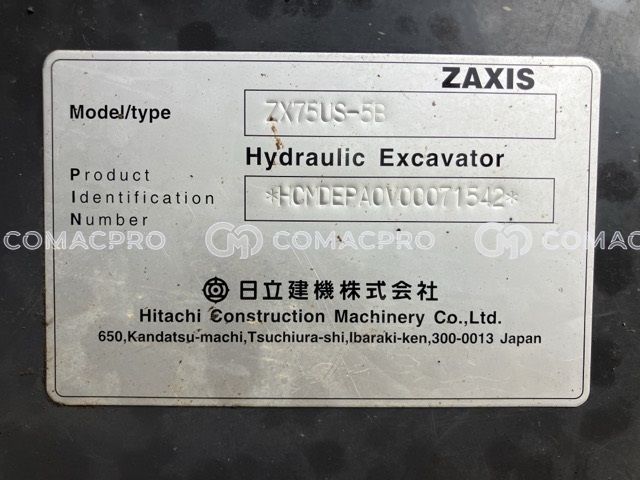 ZAXIS
Model/type ZX75US-5B
Hydraulic Excavator
Product
Identification *HCMDEPA0V00071542*
Number
COMACPRO COMACPRO COMACPRO
日立建機株式会社
Hitachi Construction Machinery Co.,Ltd.
650,Kandatsu-machi,Tsuchiura-shi,Ibaraki-ken,300-0013 Japan